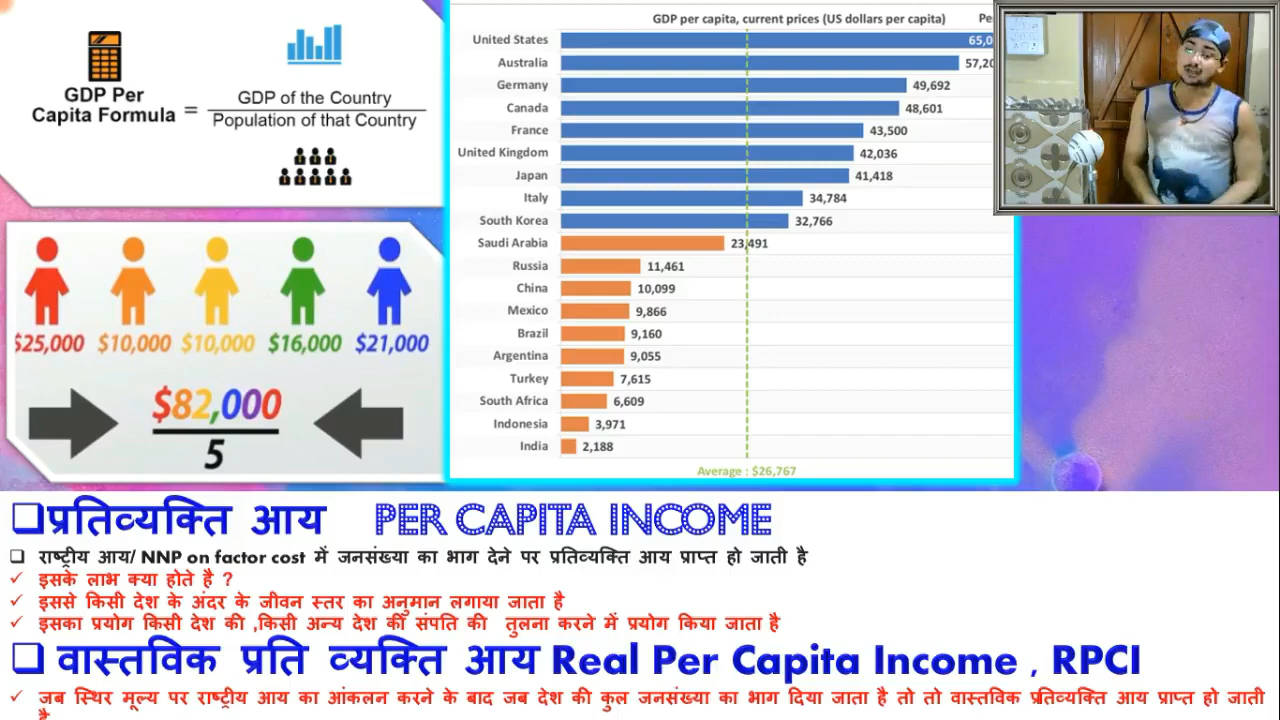 GDP Per
Capita Formula
=
GDP of the Country
Population of that Country
$25,000 $10,000 $10,000 $16,000 $21,000
$82,000
5
GDP per capita, current prices (US dollars per capita)
United States 65,0
Australia 57,20
Germany 49,692
Canada 48,601
France 43,500
United Kingdom 42,036
Japan 41,418
Italy 34,784
South Korea 32,766
Saudi Arabia 23,491
Russia 11,461
China 10,099
Mexico 9,866
Brazil 9,160
Argentina 9,055
Turkey 7,615
South Africa 6,609
Indonesia 3,971
India 2,188
Average : $26,767
प्रतिव्यक्ति आय PER CAPITA INCOME
राष्ट्रीय आय/ NNP on factor cost में जनसंख्या का भाग देने पर प्रतिव्यक्ति आय प्राप्त हो जाती है
इसके लाभ क्या होते है ?
इससे किसी देश के अंदर के जीवन स्तर का अनुमान लगाया जाता है
इसका प्रयोग किसी देश की ,किसी अन्य देश की संपति की तुलना करने में प्रयोग किया जाता है
वास्तविक प्रति व्यक्ति आय Real Per Capita Income , RPCI
जब स्थिर मूल्य पर राष्ट्रीय आय का आंकलन करने के बाद जब देश की कुल जनसंख्या का भाग दिया जाता है तो तो वास्तविक प्रतिव्यक्ति आय प्राप्त हो जाती
है